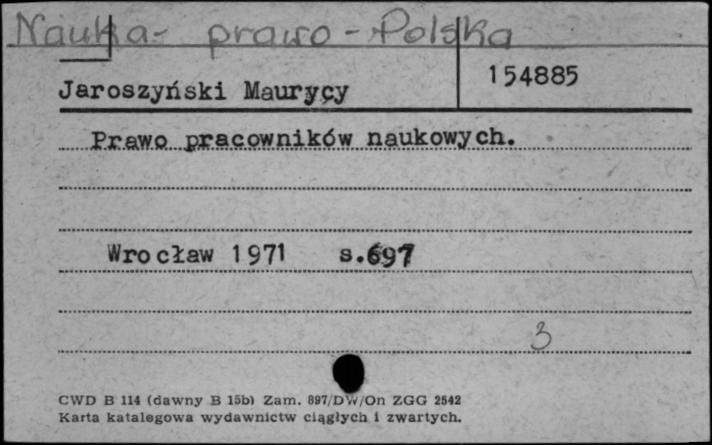 Nauka - prawo - Polska
154885
Jaroszyński Maurycy
Prawo pracowników naukowych.
Wrocław 1971 s.697
3
CWD B 114 (dawny B 15b) Zam. 897/DW/On ZGG 2542
Karta katalogowa wydawnictw ciągłych i zwartych.